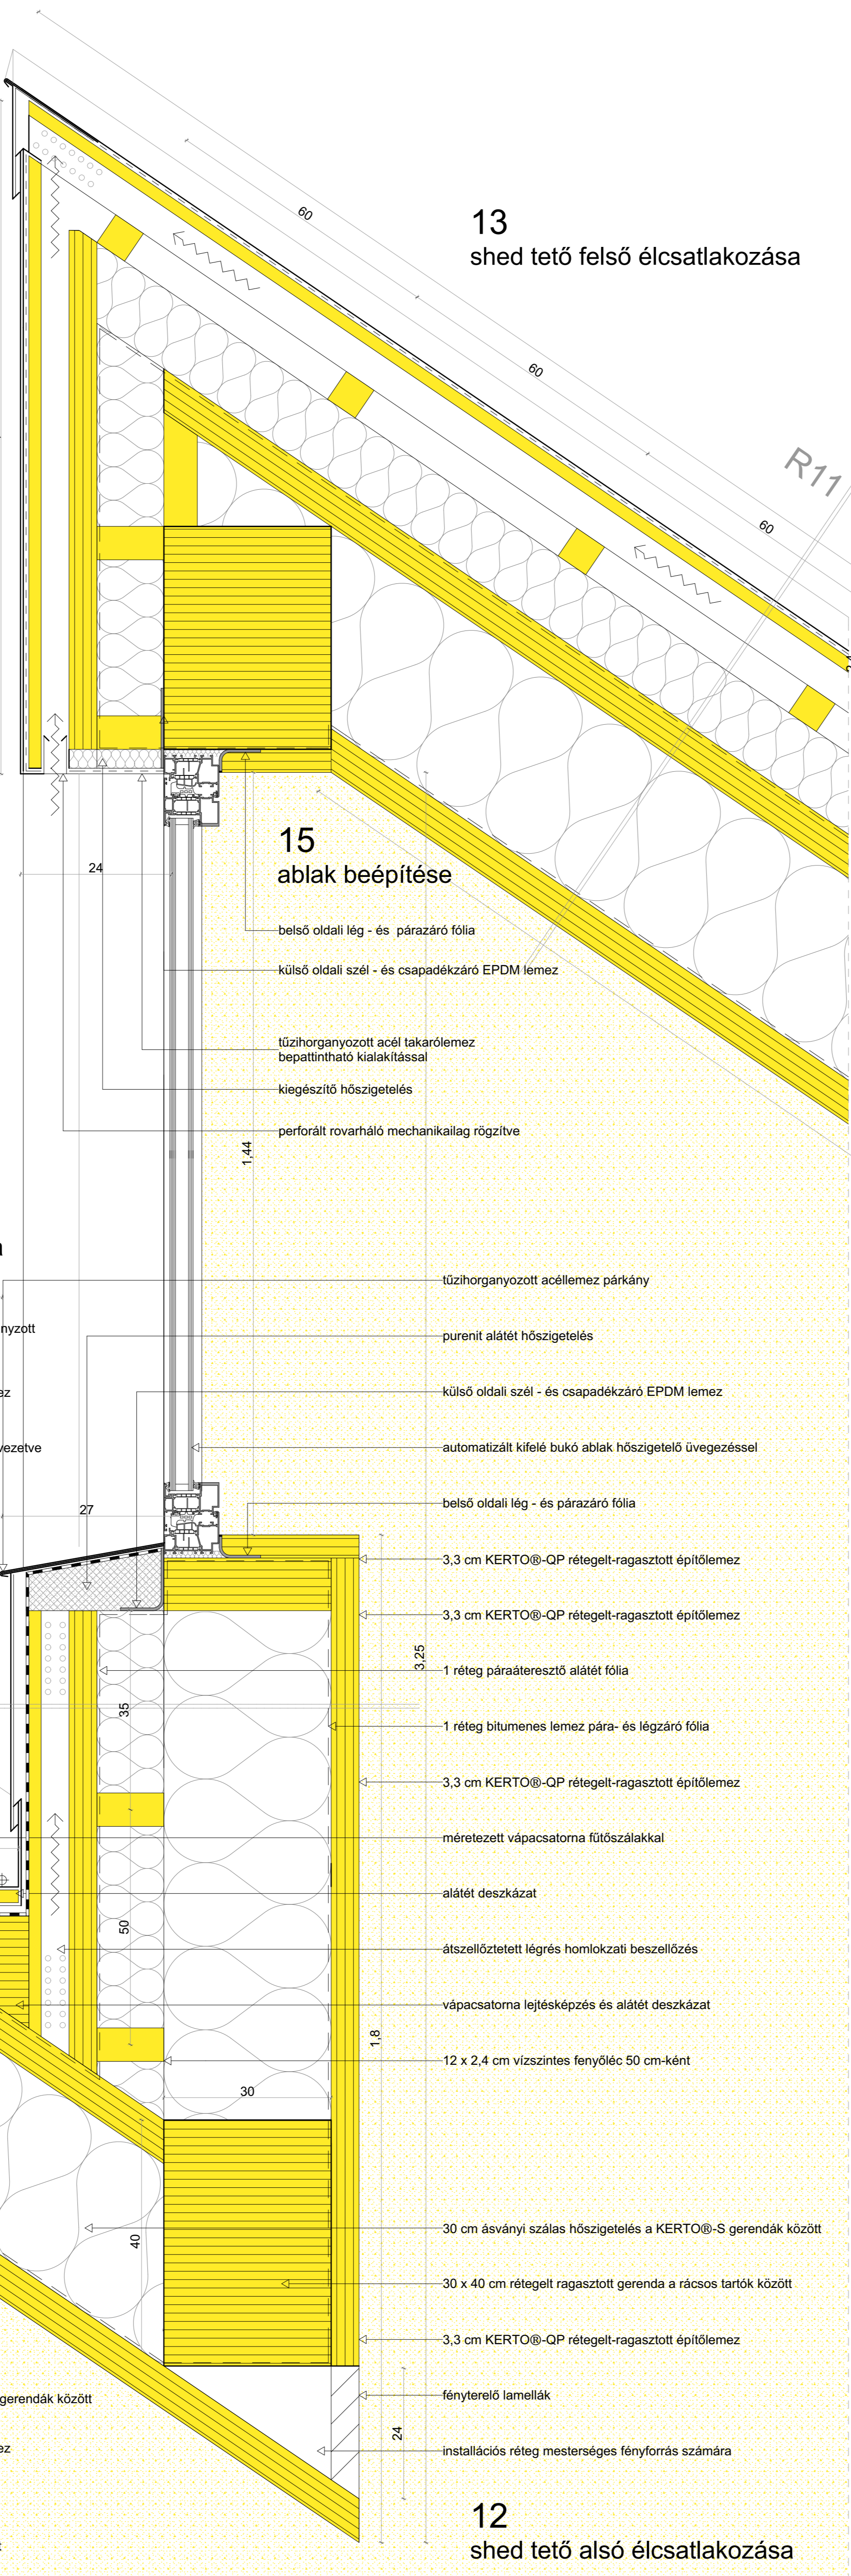 60
13
shed tető felső élcsatlakozása
60
R11
60
15
ablak beépítése
24
belső oldali lég - és párazáró fólia
külső oldali szél - és csapadékzáró EPDM lemez
tűzihorganyozott acél takarólemez
bepattintható kialakítással
kiegészítő hőszigetelés
perforált rovarháló mechanikailag rögzítve
1,44
tűzihorganyozott acéllemez párkány
nyzott
purenit alátét hőszigetelés
ez
külső oldali szél - és csapadékzáró EPDM lemez
vezetve
automatizált kifelé bukó ablak hőszigetelő üvegezéssel
27
belső oldali lég - és párazáró fólia
3,3 cm KERTO®-QP rétegelt-ragasztott építőlemez
3,3 cm KERTO®-QP rétegelt-ragasztott építőlemez
3,25
1 réteg páraáteresztő alátét fólia
35
1 réteg bitumenes lemez pára- és légzáró fólia
3,3 cm KERTO®-QP rétegelt-ragasztott építőlemez
méretezett vápacsatorna fűtőszálakkal
alátét deszkázat
50
átszellőztetett légrés homlokzati beszellőzés
vápacsatorna lejtésképzés és alátét deszkázat
1,8
12 x 2,4 cm vízszintes fenyőléc 50 cm-ként
30
40
30 cm ásványi szálas hőszigetelés a KERTO®-S gerendák között
30 x 40 cm rétegelt ragasztott gerenda a rácsos tartók között
3,3 cm KERTO®-QP rétegelt-ragasztott építőlemez
fényterelő lamellák
gerendák között
24
ez
installációs réteg mesterséges fényforrás számára
12
shed tető alsó élcsatlakozása